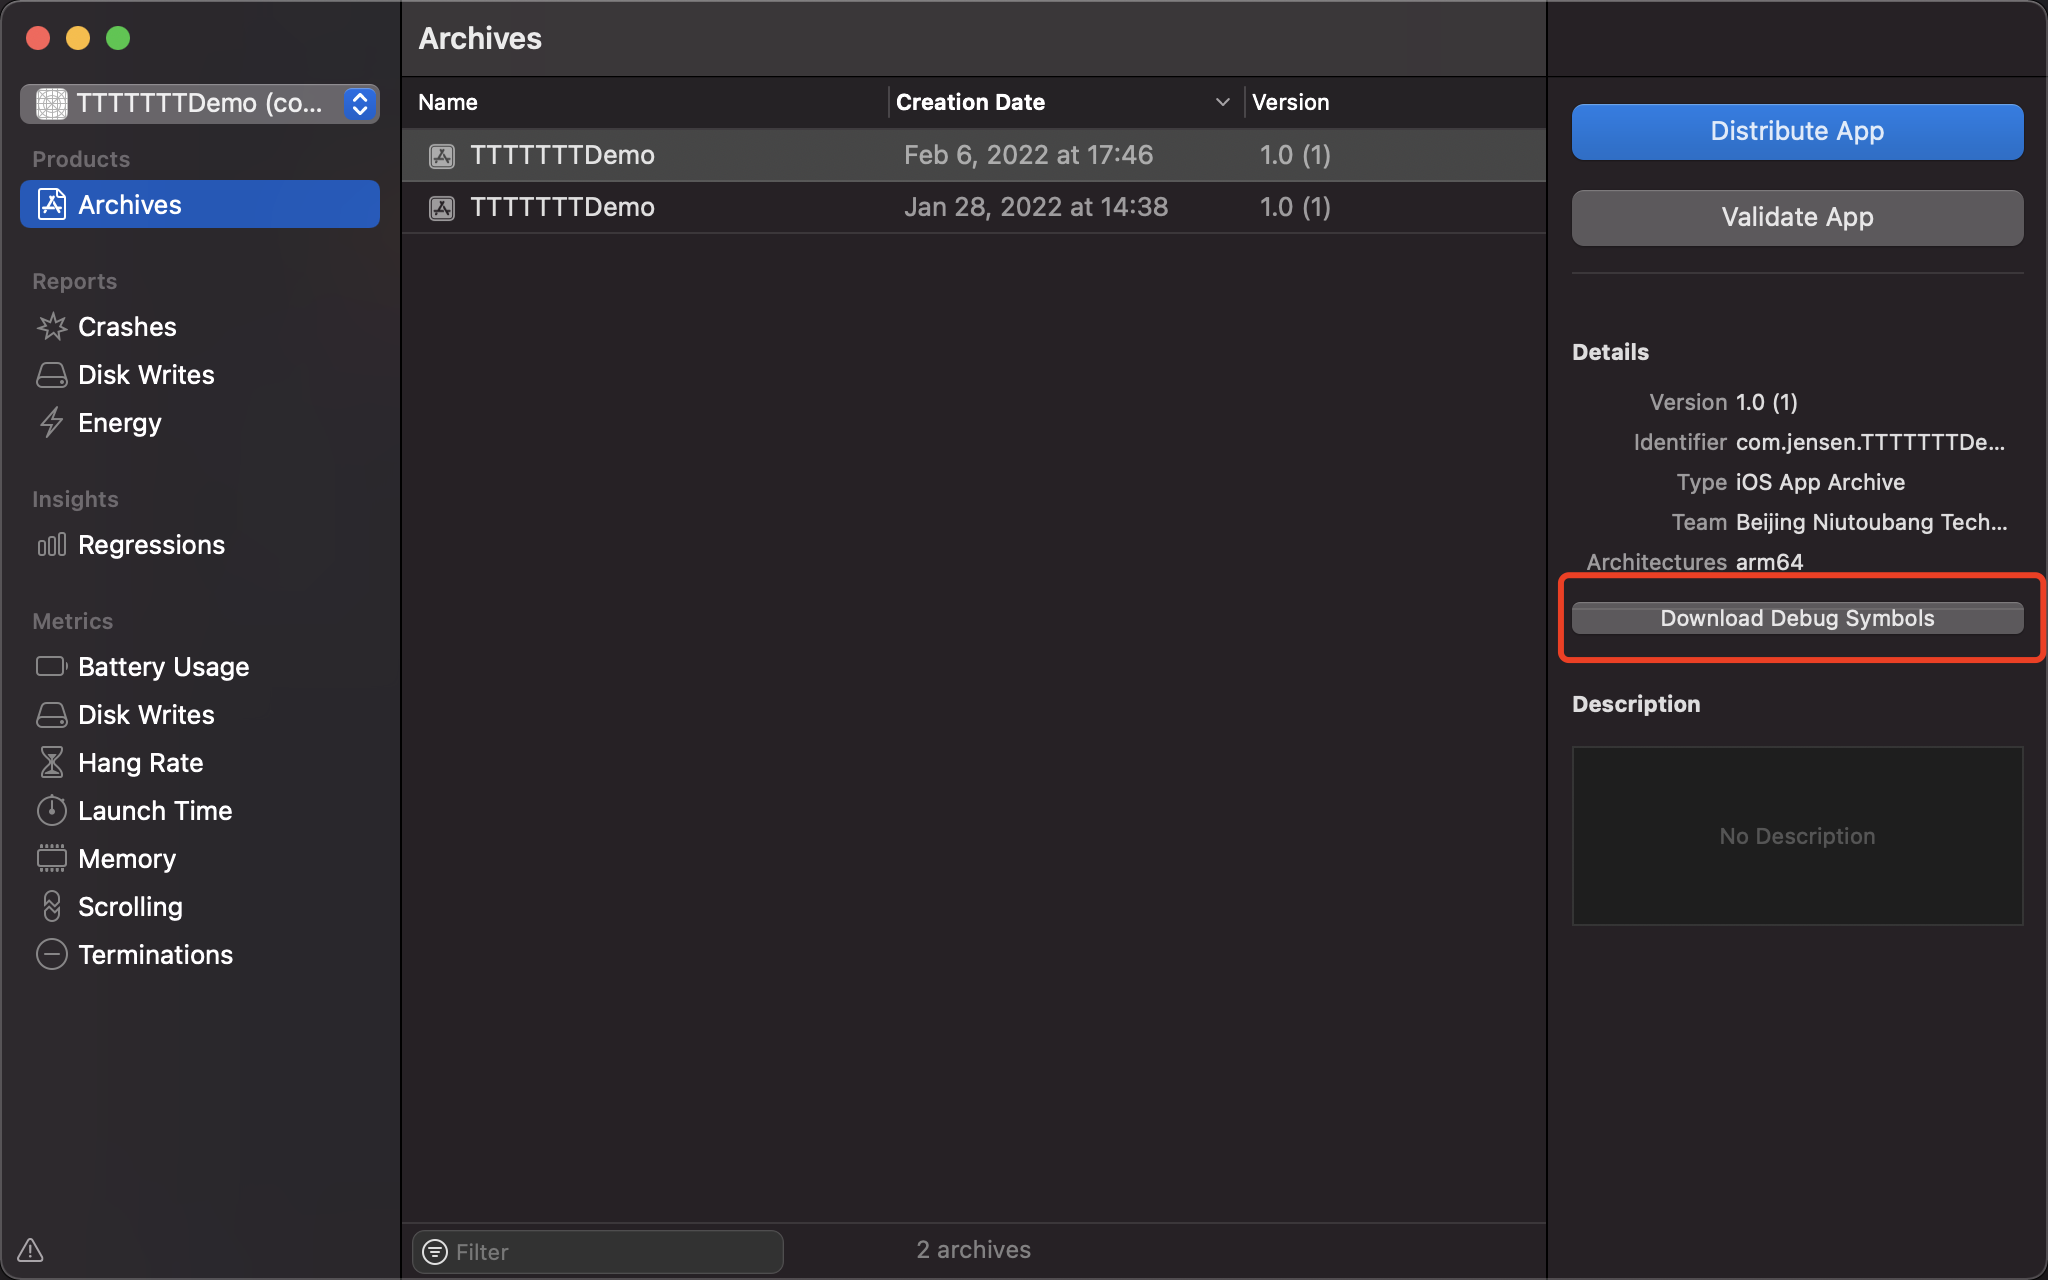 TTTTTTTDemo (co...
Products
Archives
Reports
Crashes
Disk Writes
Energy
Insights
Regressions
Metrics
Battery Usage
Disk Writes
Hang Rate
Launch Time
Memory
Scrolling
Terminations
Archives
Name Creation Date Version
TTTTTTTDemo Feb 6, 2022 at 17:46 1.0 (1)
TTTTTTTDemo Jan 28, 2022 at 14:38 1.0 (1)
Filter 2 archives
Distribute App
Validate App
Details
Version 1.0 (1)
Identifier com.jensen.TTTTTTTDe...
Type iOS App Archive
Team Beijing Niutoubang Tech...
Architectures arm64
Download Debug Symbols
Description
No Description